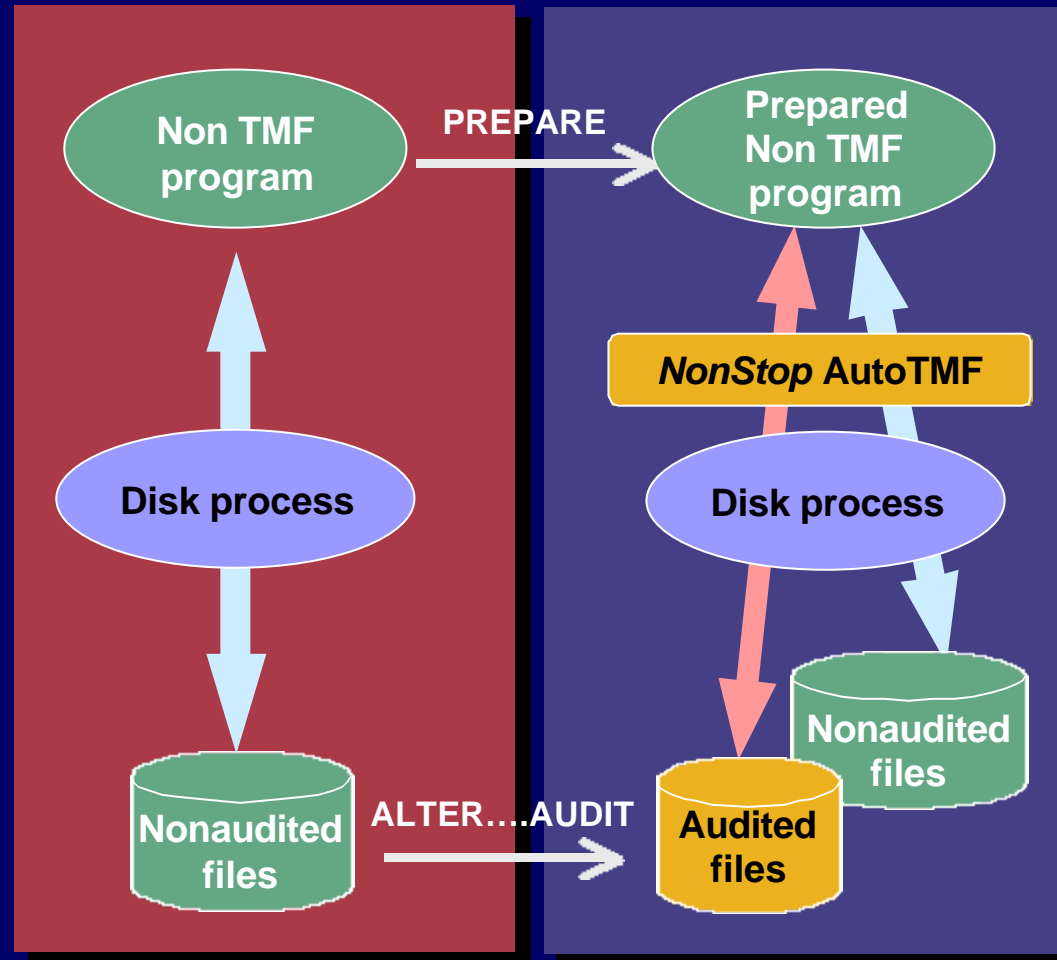 Non TMF
program
PREPARE
Prepared
Non TMF
program
NonStop AutoTMF
Disk process
Disk process
Nonaudited
files
ALTER....AUDIT
Audited
files
Nonaudited
files